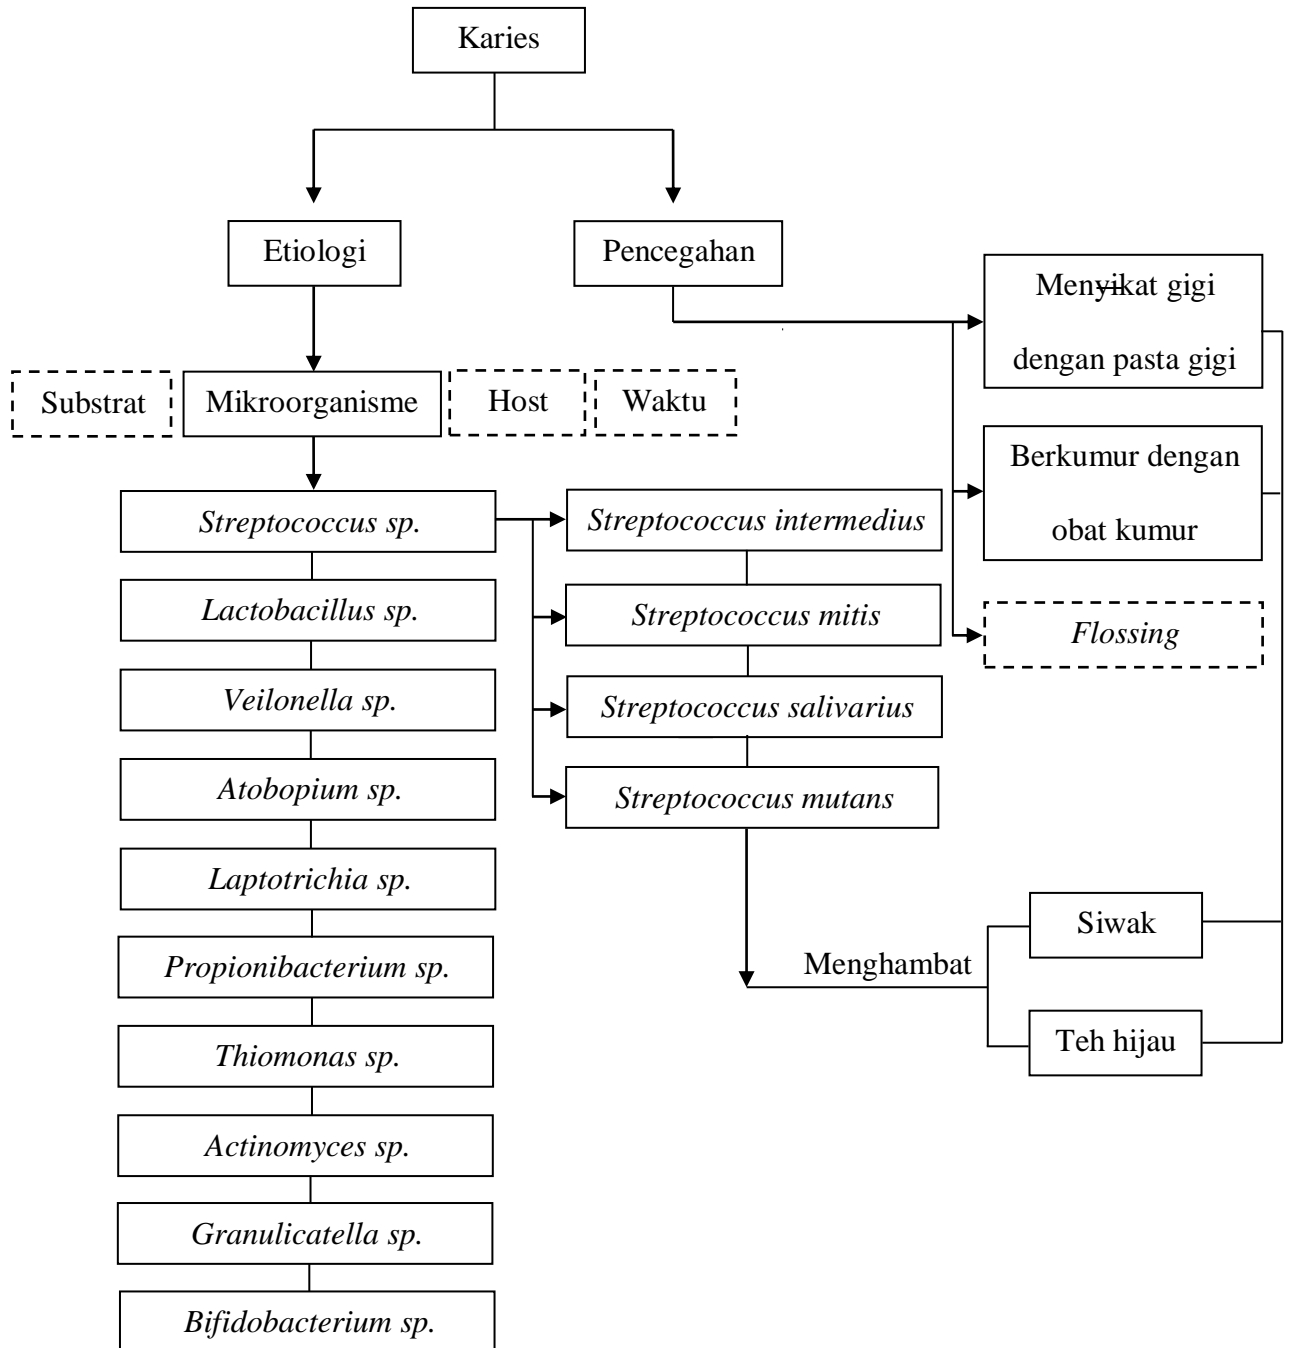 Karies
Etiologi
Pencegahan
Menyikat gigi
dengan pasta gigi
Substrat
Mikroorganisme
Host
Waktu
Berkumur dengan
obat kumur
Streptococcus sp.
Streptococcus intermedius
Lactobacillus sp.
Streptococcus mitis
Flossing
Veilonella sp.
Streptococcus salivarius
Atobopium sp.
Streptococcus mutans
Laptotrichia sp.
Siwak
Propionibacterium sp.
Menghambat
Thiomonas sp.
Teh hijau
Actinomyces sp.
Granulicatella sp.
Bifidobacterium sp.